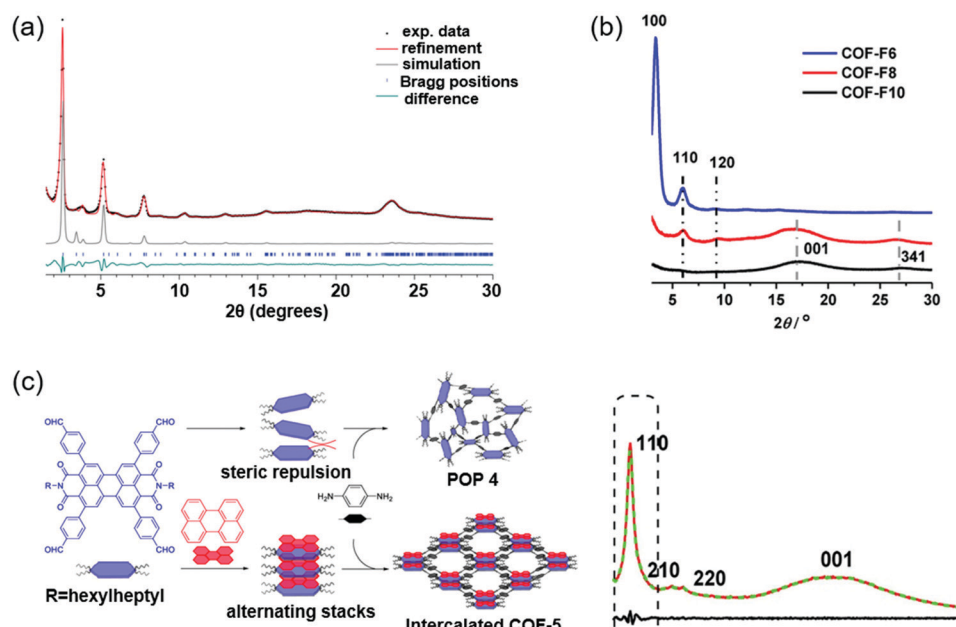 (a)
exp. data
refinement
simulation
Bragg positions
difference
5
10
15
20
25
30
2θ (degrees)
(b)
100
COF-F6
COF-F8
COF-F10
110
120
001
341
5
10
15
20
25
30
2θ/°
(c)
CHO
CHO
O
N
O
R
O
N
O
R
CHO
CHO
R=hexylheptyl
steric repulsion
alternating stacks
H₂N
NH₂
POP 4
Intercalated COF-5
110
210
220
001